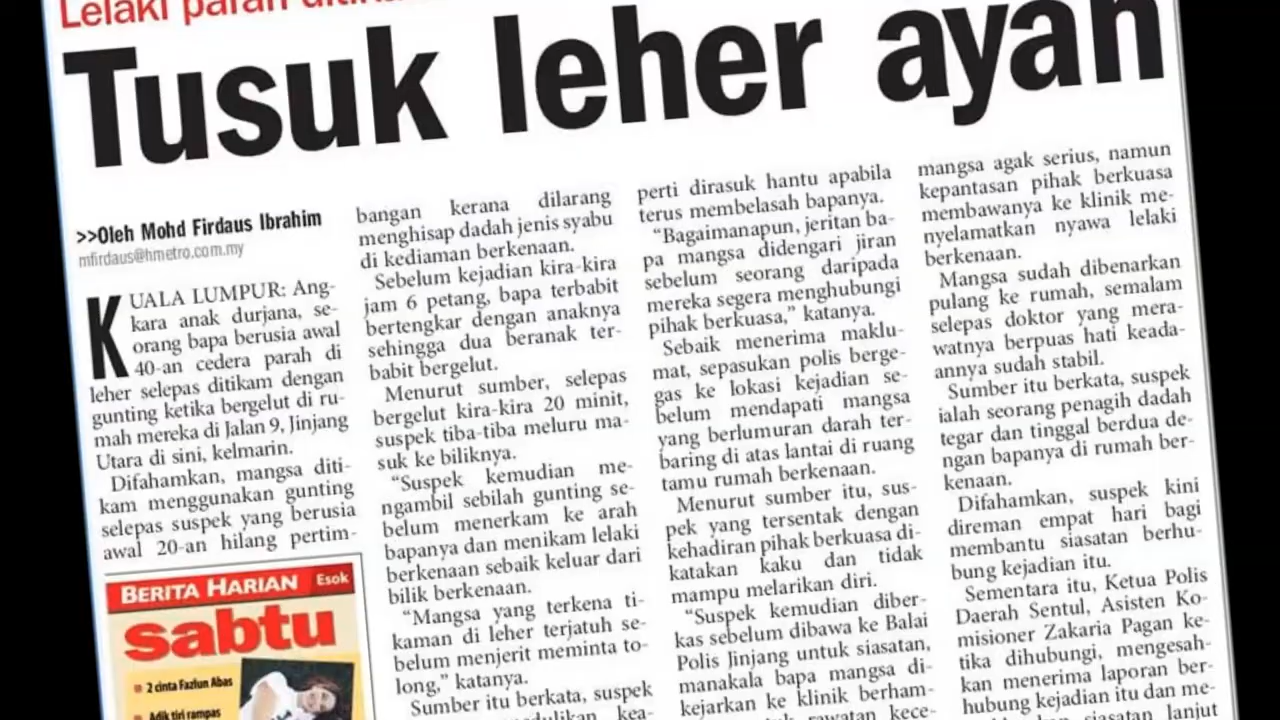 Lelaki parah
Tusuk leher ayah
>>Oleh Mohd Firdaus Ibrahim
mfirdaus@hmetro.com.my
KUALA LUMPUR: Ang-
kara anak durjana, se-
orang bapa berusia awal
40-an cedera parah di
leher selepas ditikam dengan
gunting ketika bergelut di ru-
mah mereka di Jalan 9, Jinjang
Utara di sini, kelmarin.
Difahamkan, mangsa diti-
kam menggunakan gunting
selepas suspek yang berusia
awal 20-an hilang pertim-
BERITA HARIAN Esok
sabtu
2 cinta Fazlun Abas
Adik tiri rampas
bangan kerana dilarang
menghisap dadah jenis syabu
di kediaman berkenaan.
Sebelum kejadian kira-kira
jam 6 petang, bapa terbabit
bertengkar dengan anaknya
sehingga dua beranak ter-
babit bergelut.
Menurut sumber, selepas
bergelut kira-kira 20 minit,
suspek tiba-tiba meluru ma-
suk ke biliknya.
“Suspek kemudian me-
ngambil sebilah gunting se-
belum menerkam ke arah
bapanya dan menikam lelaki
berkenaan sebaik keluar dari
bilik berkenaan.
“Mangsa yang terkena ti-
kaman di leher terjatuh se-
belum menjerit meminta to-
long,” katanya.
Sumber itu berkata, suspek
perti dirasuk hantu apabila
terus membelasah bapanya.
“Bagaimanapun, jeritan ba-
pa mangsa didengari jiran
sebelum seorang daripada
mereka segera menghubungi
pihak berkuasa,” katanya.
Sebaik menerima maklu-
mat, sepasukan polis berge-
gas ke lokasi kejadian se-
belum mendapati mangsa
yang berlumuran darah ter-
baring di atas lantai di ruang
tamu rumah berkenaan.
Menurut sumber itu, sus-
pek yang tersentak dengan
kehadiran pihak berkuasa di-
katakan kaku dan tidak
mampu melarikan diri.
“Suspek kemudian diber-
kas sebelum dibawa ke Balai
Polis Jinjang untuk siasatan,
manakala bapa mangsa di-
kejarkan ke klinik berham-
rawatan kece-
mangsa agak serius, namun
kepantasan pihak berkuasa
membawanya ke klinik me-
nyelamatkan nyawa lelaki
berkenaan.
Mangsa sudah dibenarkan
pulang ke rumah, semalam
selepas doktor yang mera-
watnya berpuas hati keada-
annya sudah stabil.
Sumber itu berkata, suspek
ialah seorang penagih dadah
tegar dan tinggal berdua de-
ngan bapanya di rumah ber-
kenaan.
Difahamkan, suspek kini
direman empat hari bagi
membantu siasatan berhu-
bung kejadian itu.
Sementara itu, Ketua Polis
Daerah Sentul, Asisten Ko-
misioner Zakaria Pagan ke-
tika dihubungi, mengesah-
kan menerima laporan ber-
hubung kejadian itu dan me-
siasatan lanjut